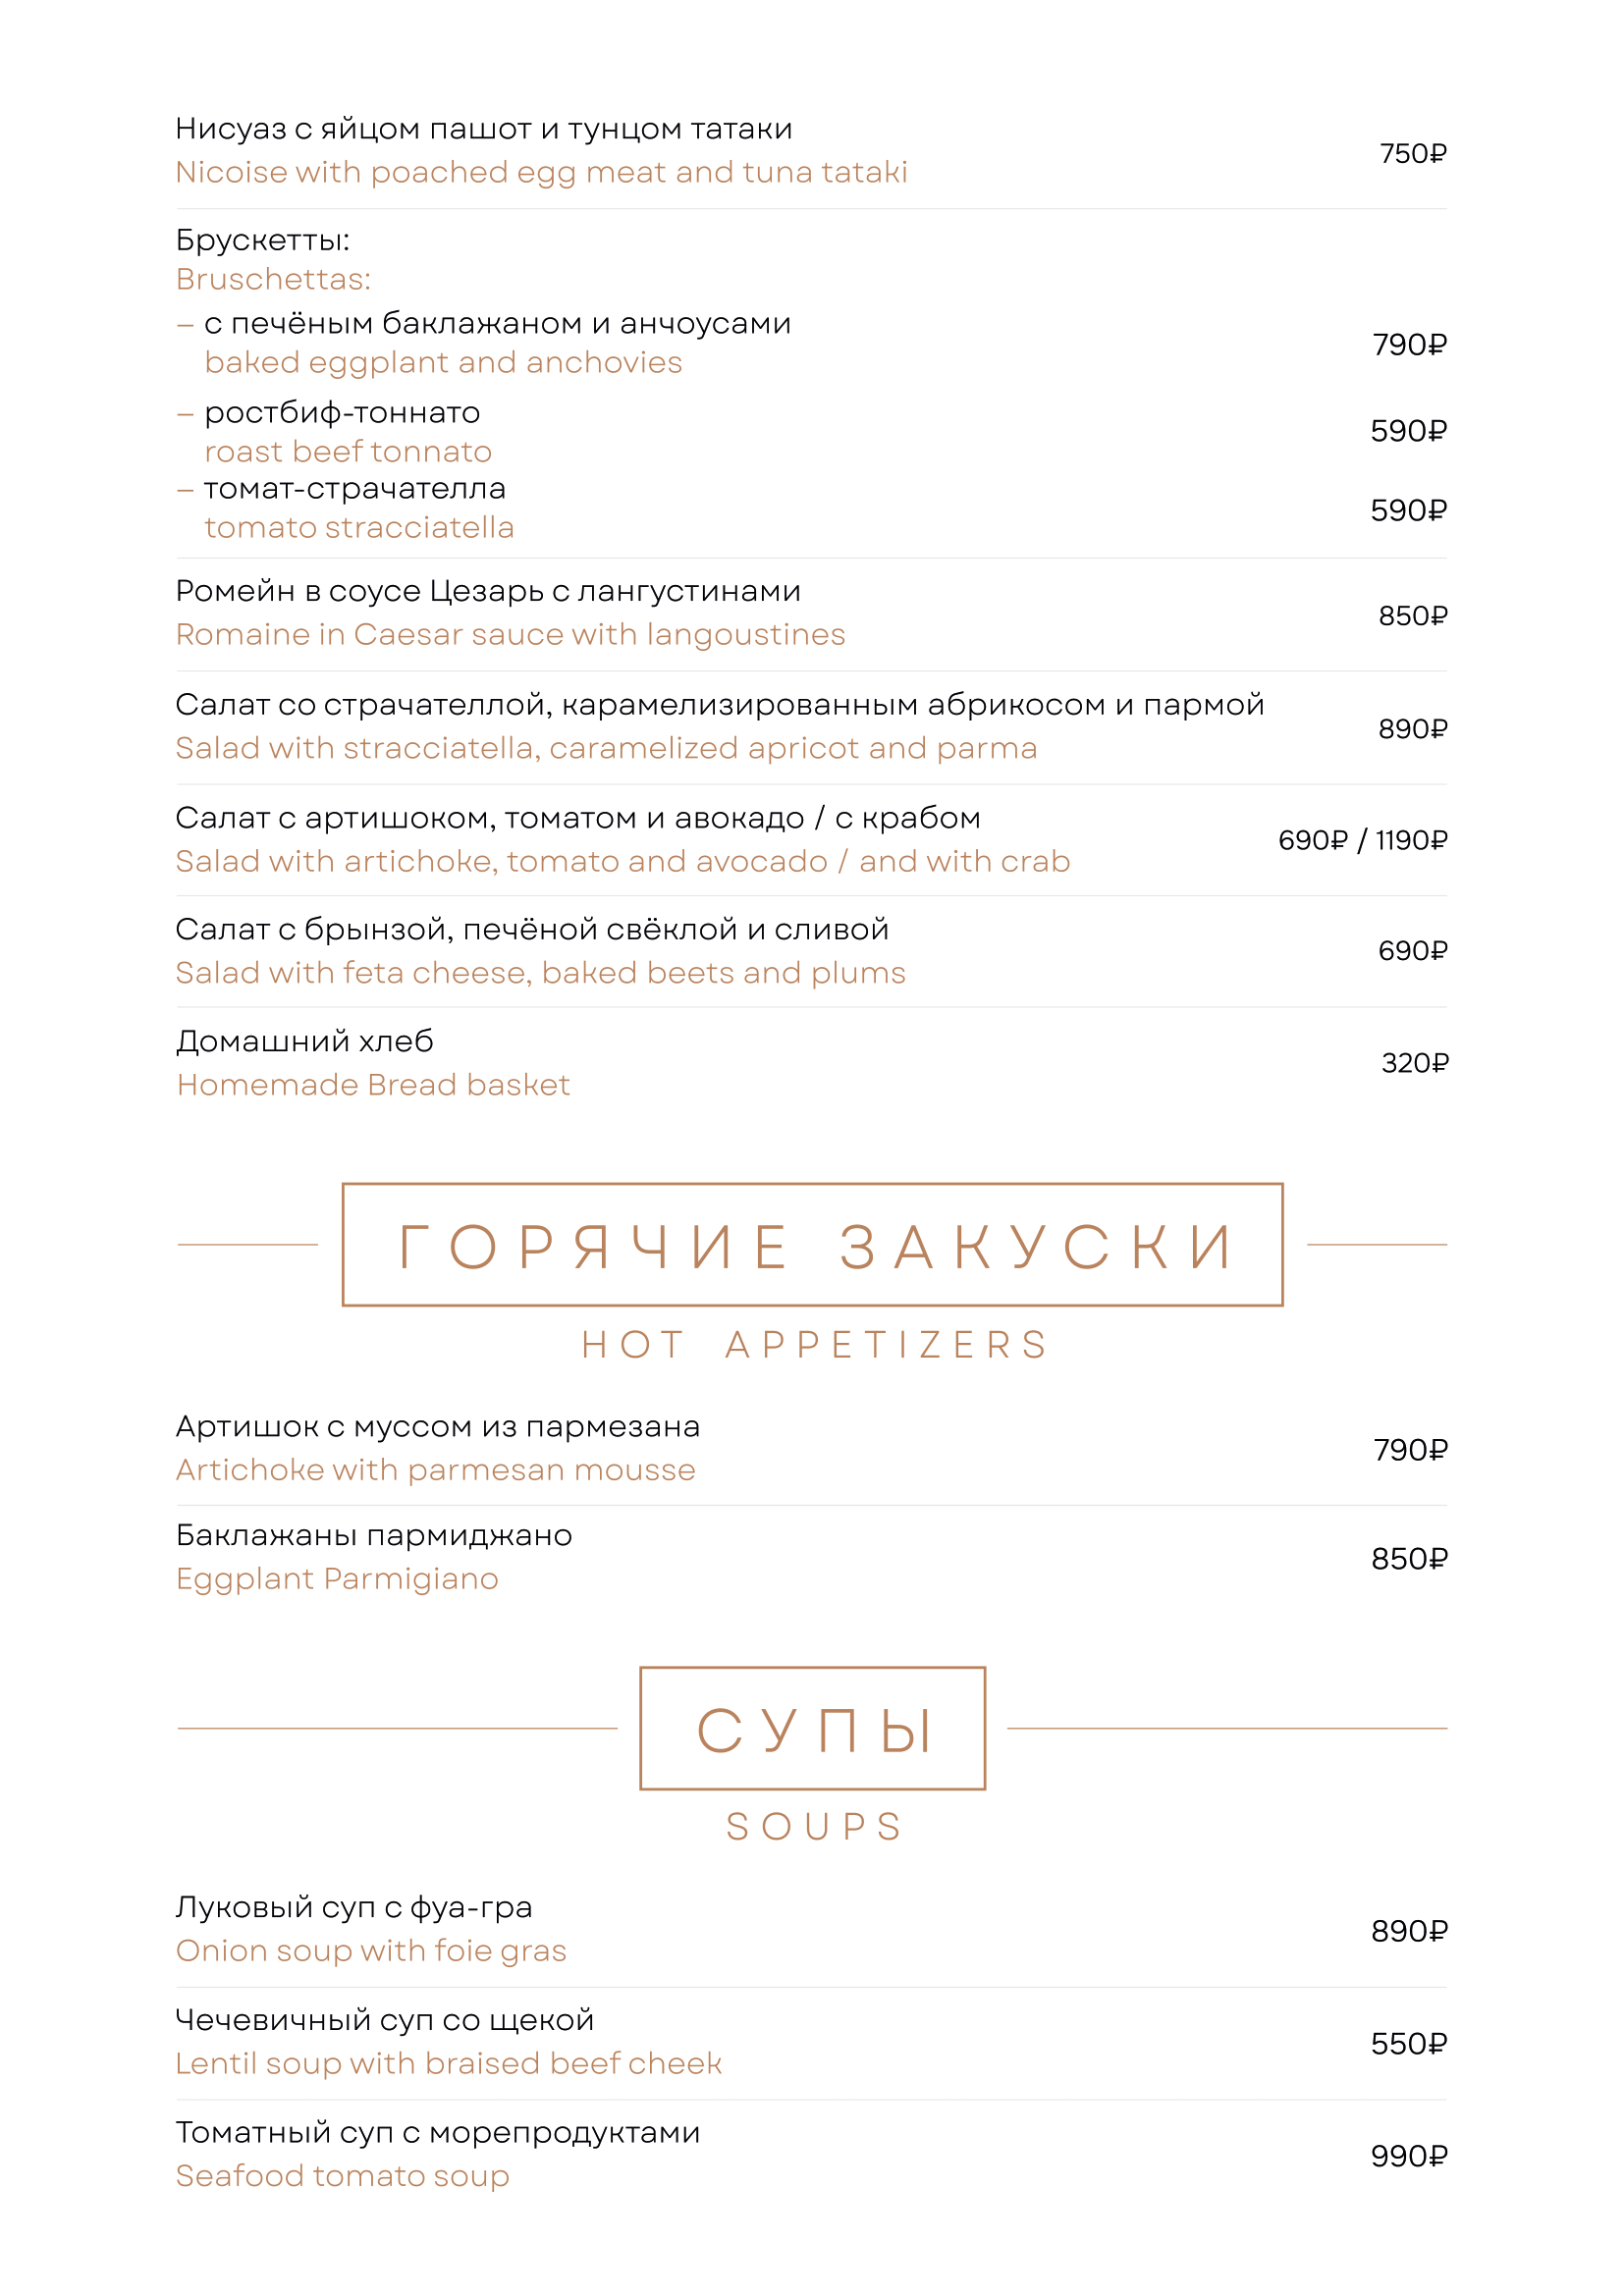 Нисуаз с яйцом пашот и тунцом татаки
Nicoise with poached egg meat and tuna tataki
750₽
Брускетты:
Bruschettas:
– с печёным баклажаном и анчоусами
baked eggplant and anchovies
790₽
– ростбиф-тоннато
roast beef tonnato
590₽
– томат-страчателла
tomato stracciatella
590₽
Ромейн в соусе Цезарь с лангустинами
Romaine in Caesar sauce with langoustines
850₽
Салат со страчателлой, карамелизированным абрикосом и пармой
Salad with stracciatella, caramelized apricot and parma
890₽
Салат с артишоком, томатом и авокадо / с крабом
Salad with artichoke, tomato and avocado / and with crab
690₽ / 1190₽
Салат с брынзой, печёной свёклой и сливой
Salad with feta cheese, baked beets and plums
690₽
Домашний хлеб
Homemade Bread basket
320₽
ГОРЯЧИЕ ЗАКУСКИ
HOT APPETIZERS
Артишок с муссом из пармезана
Artichoke with parmesan mousse
790₽
Баклажаны пармиджано
Eggplant Parmigiano
850₽
СУПЫ
SOUPS
Луковый суп с фуа-гра
Onion soup with foie gras
890₽
Чечевичный суп со щекой
Lentil soup with braised beef cheek
550₽
Томатный суп с морепродуктами
Seafood tomato soup
990₽